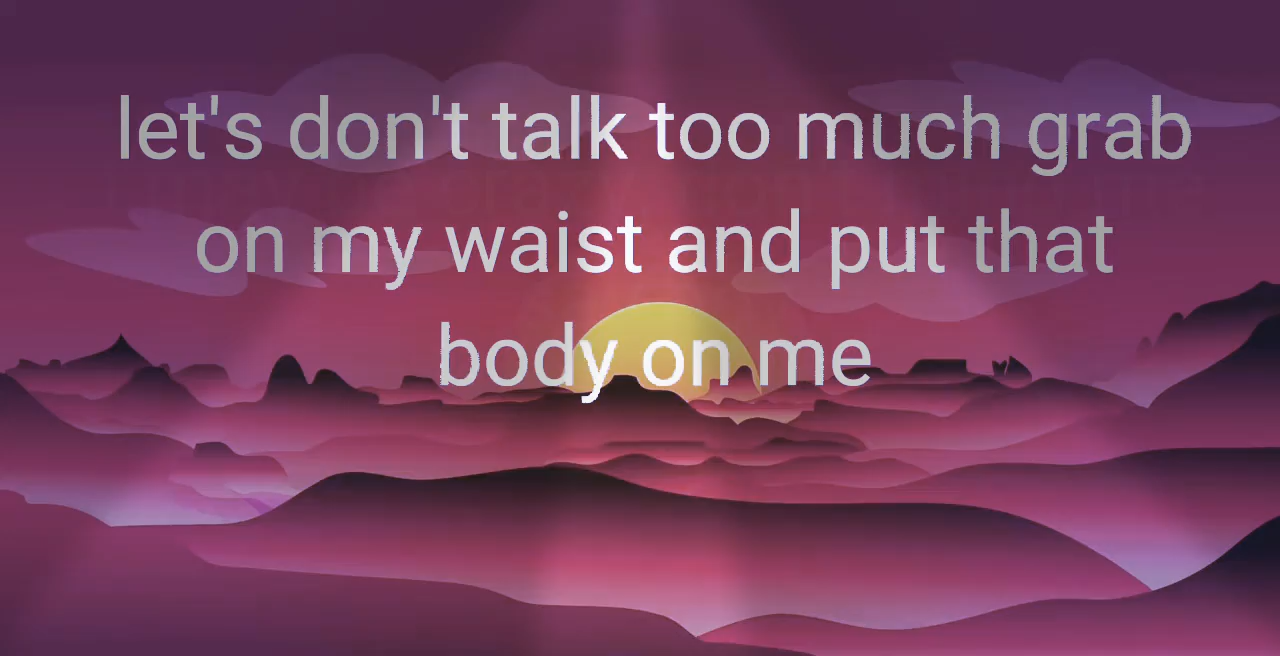 let's don't talk too much grab
on my waist and put that
body on me